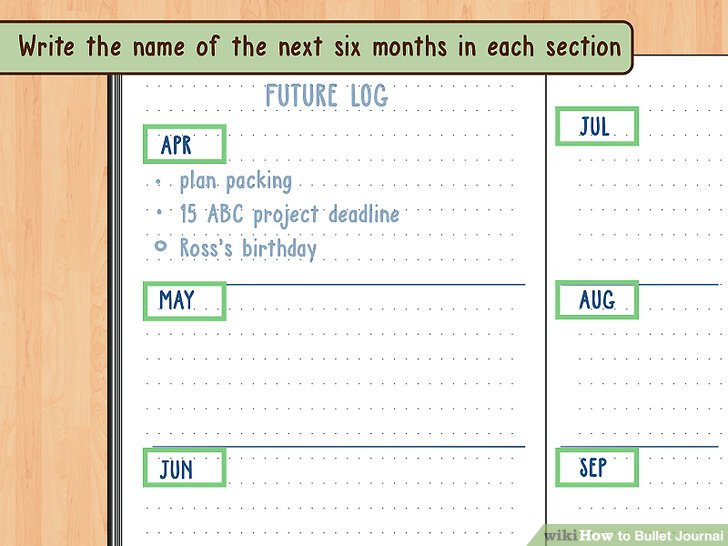 Write the name of the next six months in each section
FUTURE LOG
APR
• plan packing
• 15 ABC project deadline
o Ross's birthday
MAY
JUN
JUL
AUG
SEP
wikiHow to Bullet Journal